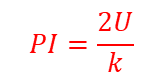 PI = 2U/k